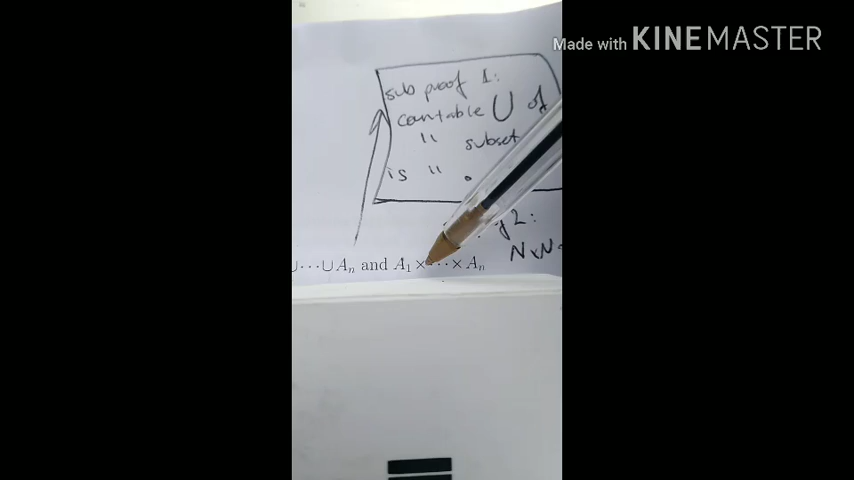 Made with KINEMASTER
sub proof 1:
countable ∪ of
" subset
is " .
2:
N×N
∪···∪ Aₙ and A₁ ×···× Aₙ